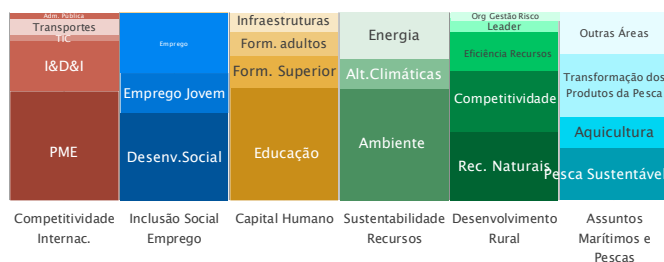 Adm. Pública
Transportes
TIC
I&D&I
PME
Competitividade
Internac.
Emprego
Emprego Jovem
Desenv.Social
Inclusão Social
Emprego
Infraestruturas
Form. adultos
Form. Superior
Educação
Capital Humano
Energia
Alt.Climáticas
Ambiente
Sustentabilidade
Recursos
Org Gestão Risco
Leader
Eficiência Recursos
Competitividade
Rec. Naturais
Desenvolvimento
Rural
Outras Áreas
Transformação dos
Produtos da Pesca
Aquicultura
Pesca Sustentável
Assuntos
Marítimos e
Pescas